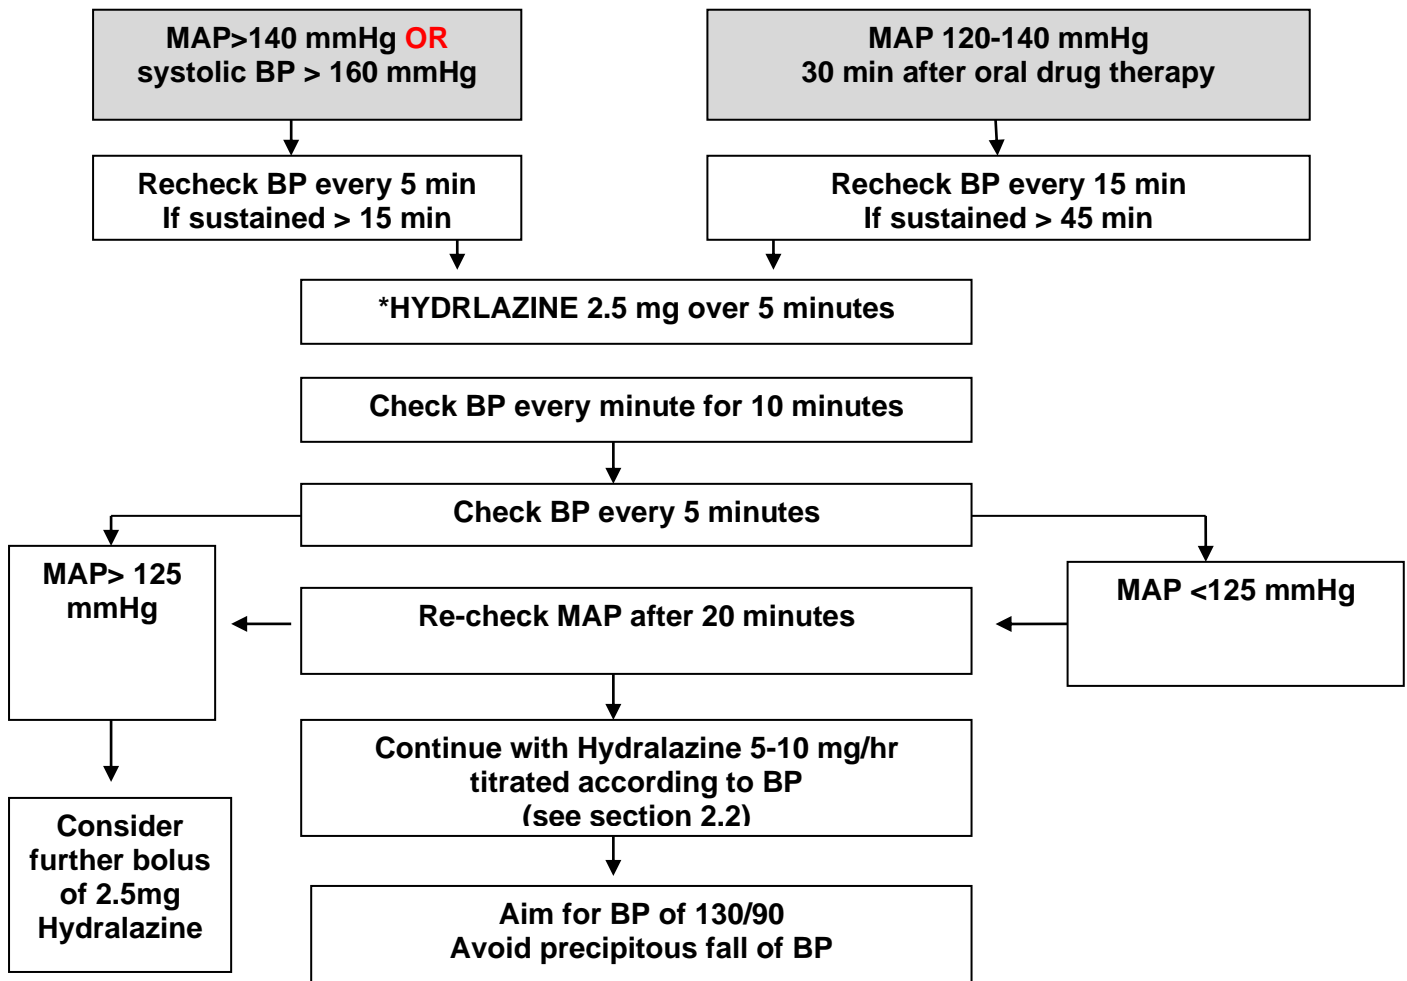 MAP>140 mmHg OR
systolic BP > 160 mmHg
MAP 120-140 mmHg
30 min after oral drug therapy
Recheck BP every 5 min
If sustained > 15 min
Recheck BP every 15 min
If sustained > 45 min
*HYDRLAZINE 2.5 mg over 5 minutes
Check BP every minute for 10 minutes
Check BP every 5 minutes
MAP> 125
mmHg
MAP <125 mmHg
Re-check MAP after 20 minutes
Continue with Hydralazine 5-10 mg/hr
titrated according to BP
(see section 2.2)
Consider
further bolus
of 2.5mg
Hydralazine
Aim for BP of 130/90
Avoid precipitous fall of BP